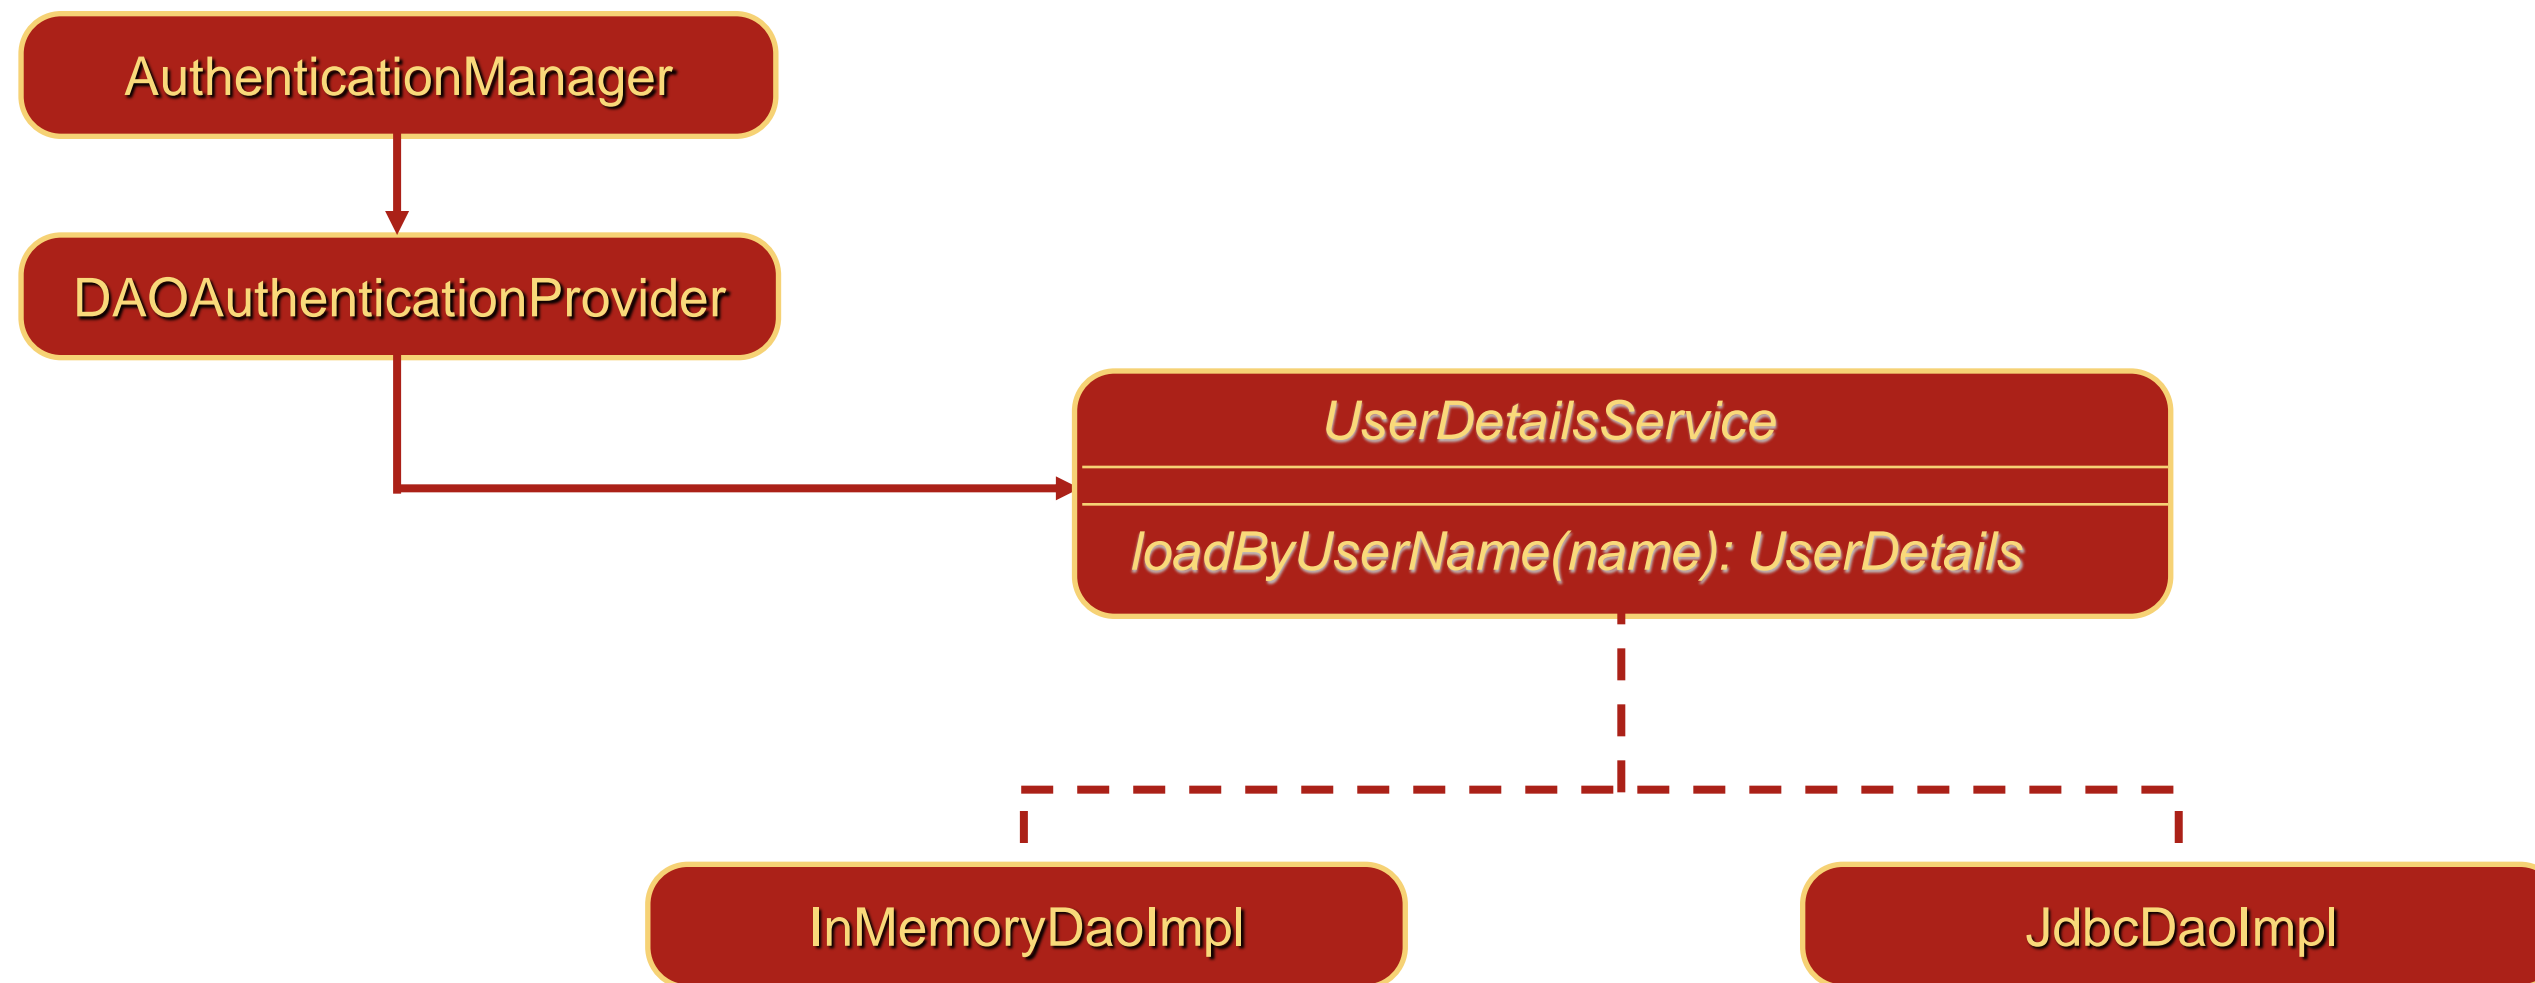 AuthenticationManager
DAOAuthenticationProvider
UserDetailsService
loadByUserName(name): UserDetails
InMemoryDaoImpl
JdbcDaoImpl